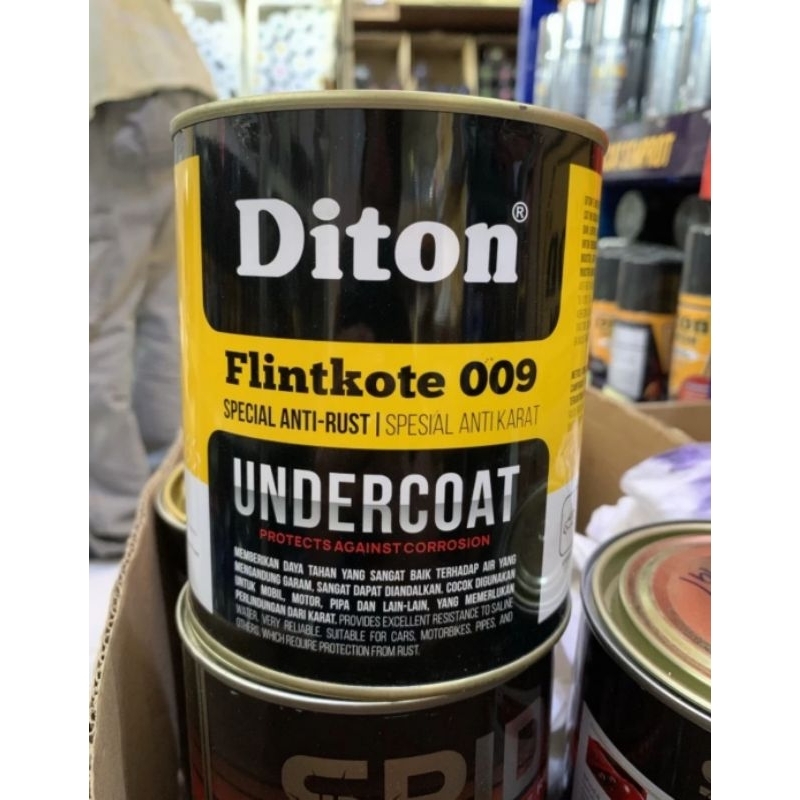 Diton®
Flintkote 009
SPECIAL ANTI-RUST | SPESIAL ANTI KARAT
UNDERCOAT
PROTECTS AGAINST CORROSION
MEMBERIKAN DAYA TAHAN YANG SANGAT BAIK TERHADAP AIR YANG
MENGANDUNG GARAM, SANGAT DAPAT DIANDALKAN. COCOK DIGUNAKAN
UNTUK MOBIL, MOTOR, PIPA DAN LAIN-LAIN, YANG MEMERLUKAN
PERLINDUNGAN DARI KARAT. PROVIDES EXCELLENT RESISTANCE TO SALINE
WATER, VERY RELIABLE. SUITABLE FOR CARS, MOTORBIKES, PIPES, AND
OTHERS, WHICH REQUIRE PROTECTION FROM RUST.